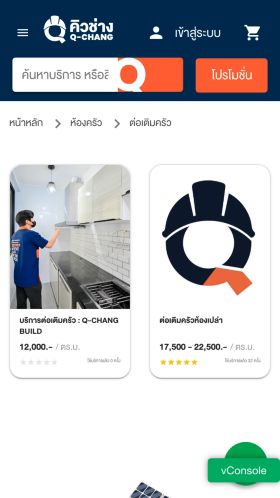 คิวช่าง
Q-CHANG
เข้าสู่ระบบ
ค้นหาบริการ หรือสิ
โปรโมชั่น
หน้าหลัก > ห้องครัว > ต่อเติมครัว
บริการต่อเติมครัว : Q-CHANG
BUILD
12,000.- / ตร.ม.
ให้บริการแล้ว 0 ครั้ง
ต่อเติมครัวห้องเปล่า
17,500 - 22,500.- / ตร.ม.
ให้บริการแล้ว 32 ครั้ง
vConsole